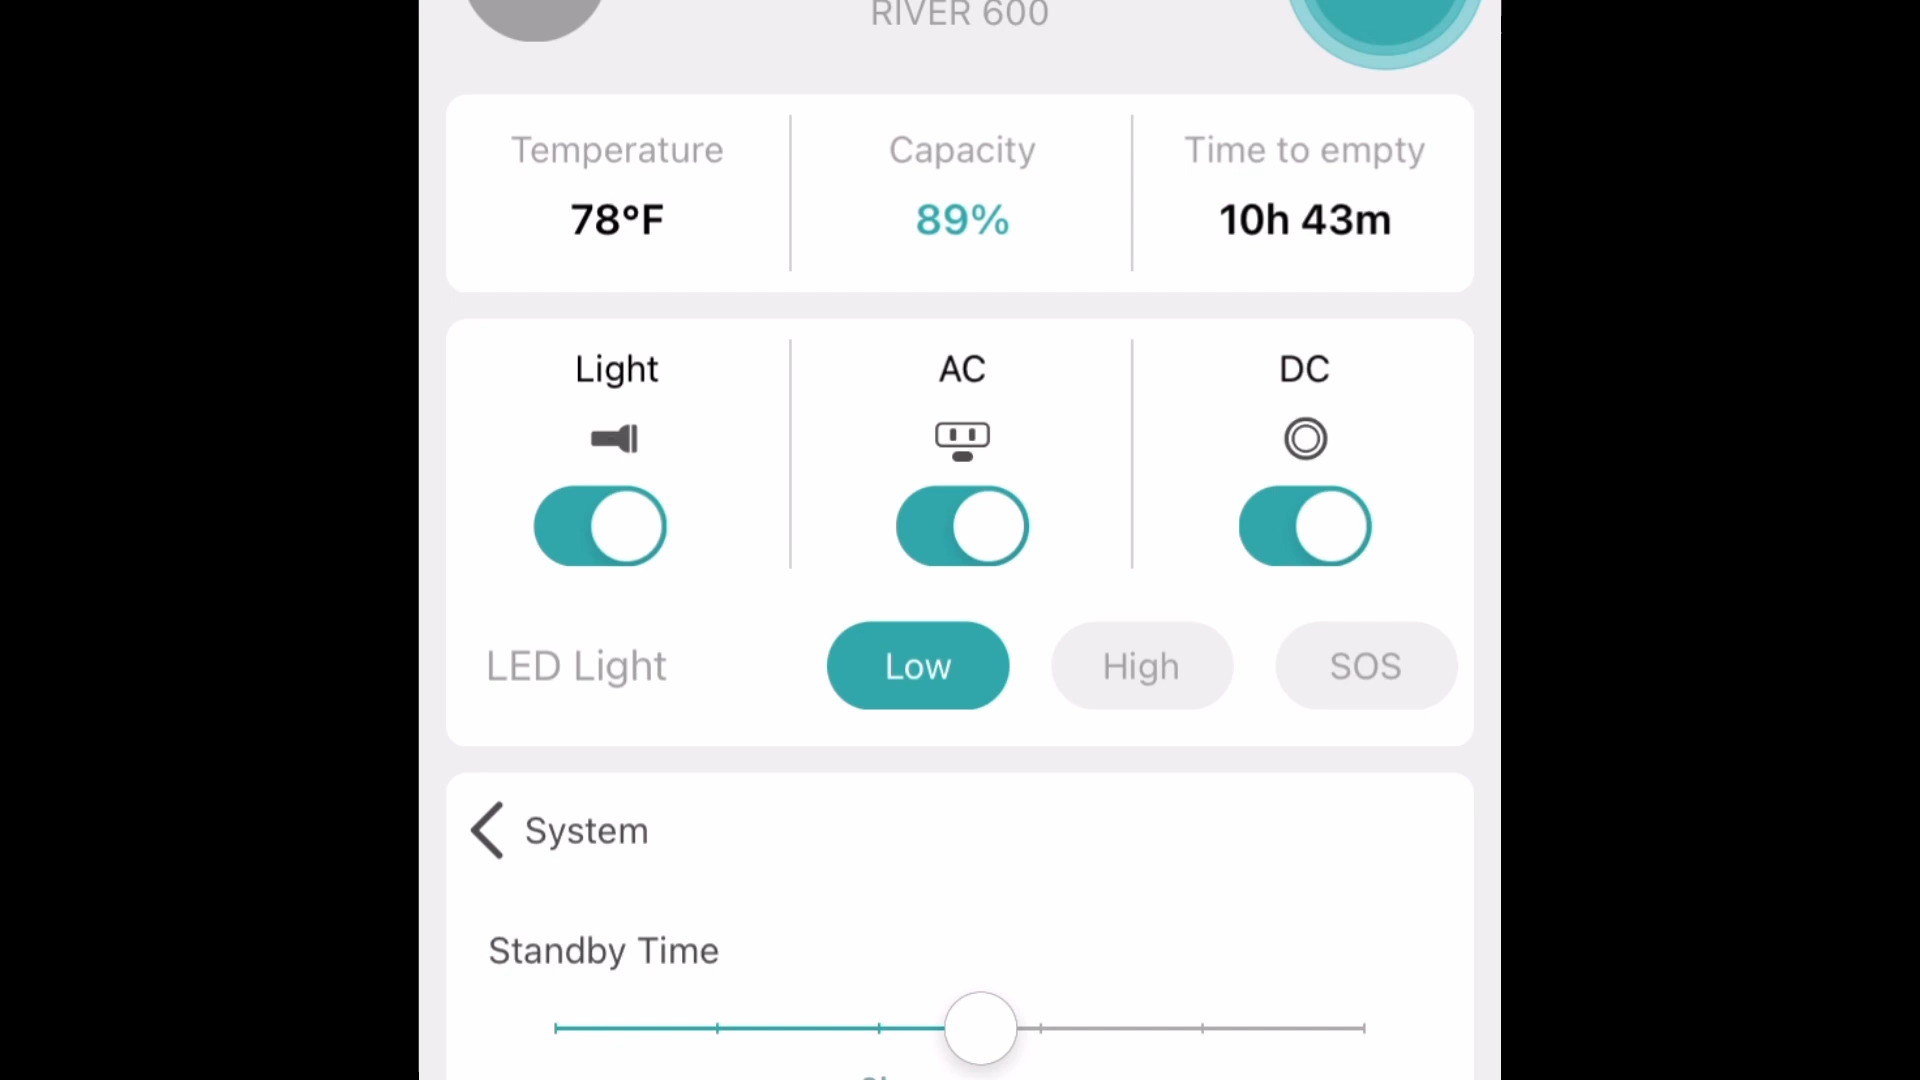 RIVER 600
Temperature
Capacity
Time to empty
78°F
89%
10h 43m
Light
AC
DC
LED Light
Low
High
SOS
System
Standby Time